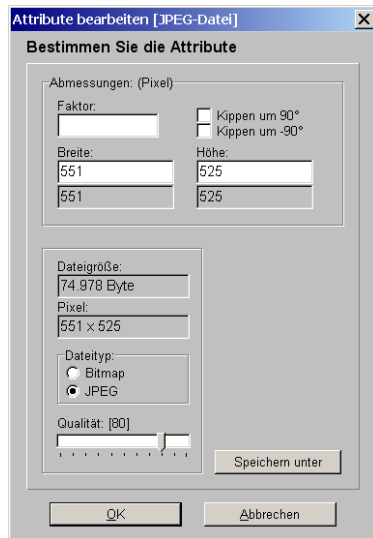 Attribute bearbeiten [JPEG-Datei]
Bestimmen Sie die Attribute
Abmessungen: (Pixel)
Faktor:
Kippen um 90°
Kippen um -90°
Breite: Höhe:
551 525
551 525
Dateigröße:
74.978 Byte
Pixel:
551 x 525
Dateityp:
Bitmap
JPEG
Qualität: [80]
Speichern unter
OK Abbrechen